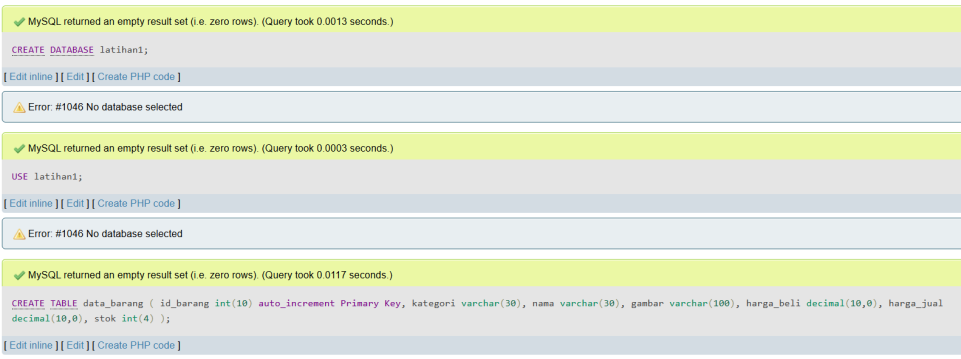 MySQL returned an empty result set (i.e. zero rows). (Query took 0.0013 seconds.)
CREATE DATABASE latihan1;
[ Edit inline ] [ Edit ] [ Create PHP code ]
Error: #1046 No database selected
MySQL returned an empty result set (i.e. zero rows). (Query took 0.0003 seconds.)
USE latihan1;
[ Edit inline ] [ Edit ] [ Create PHP code ]
Error: #1046 No database selected
MySQL returned an empty result set (i.e. zero rows). (Query took 0.0117 seconds.)
CREATE TABLE data_barang ( id_barang int(10) auto_increment Primary Key, kategori varchar(30), nama varchar(30), gambar varchar(100), harga_beli decimal(10,0), harga_jual
decimal(10,0), stok int(4) );
[ Edit inline ] [ Edit ] [ Create PHP code ]